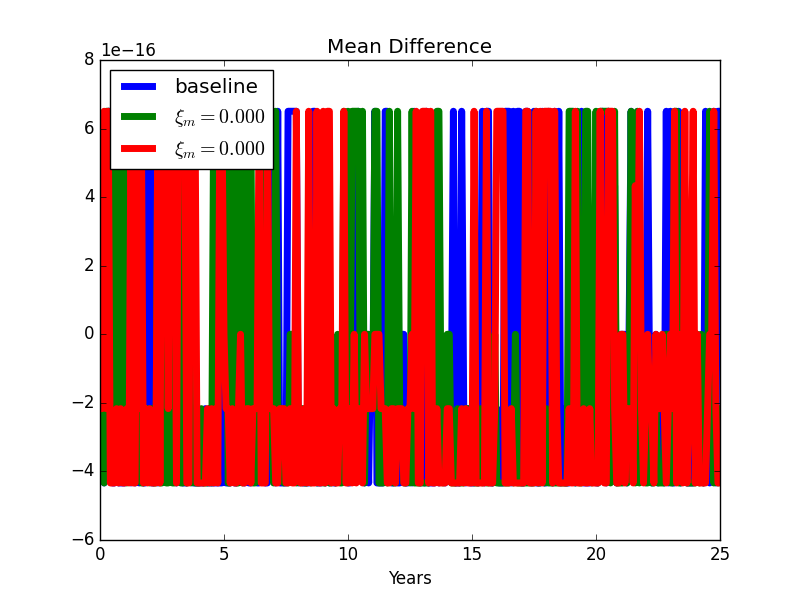 Mean Difference
1e−16
8
6
4
2
0
−2
−4
−6
baseline
ξm = 0.000
ξm = 0.000
0 5 10 15 20 25
Years